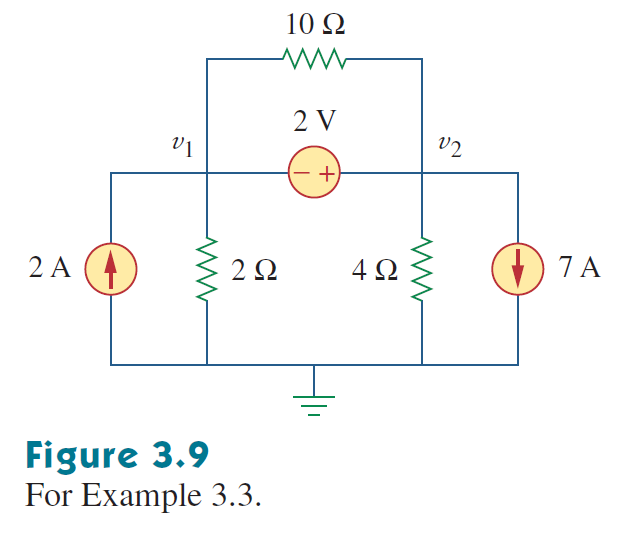 10 Ω
2 V
v1
v2
− +
2 A
2 Ω
4 Ω
7 A
Figure 3.9
For Example 3.3.